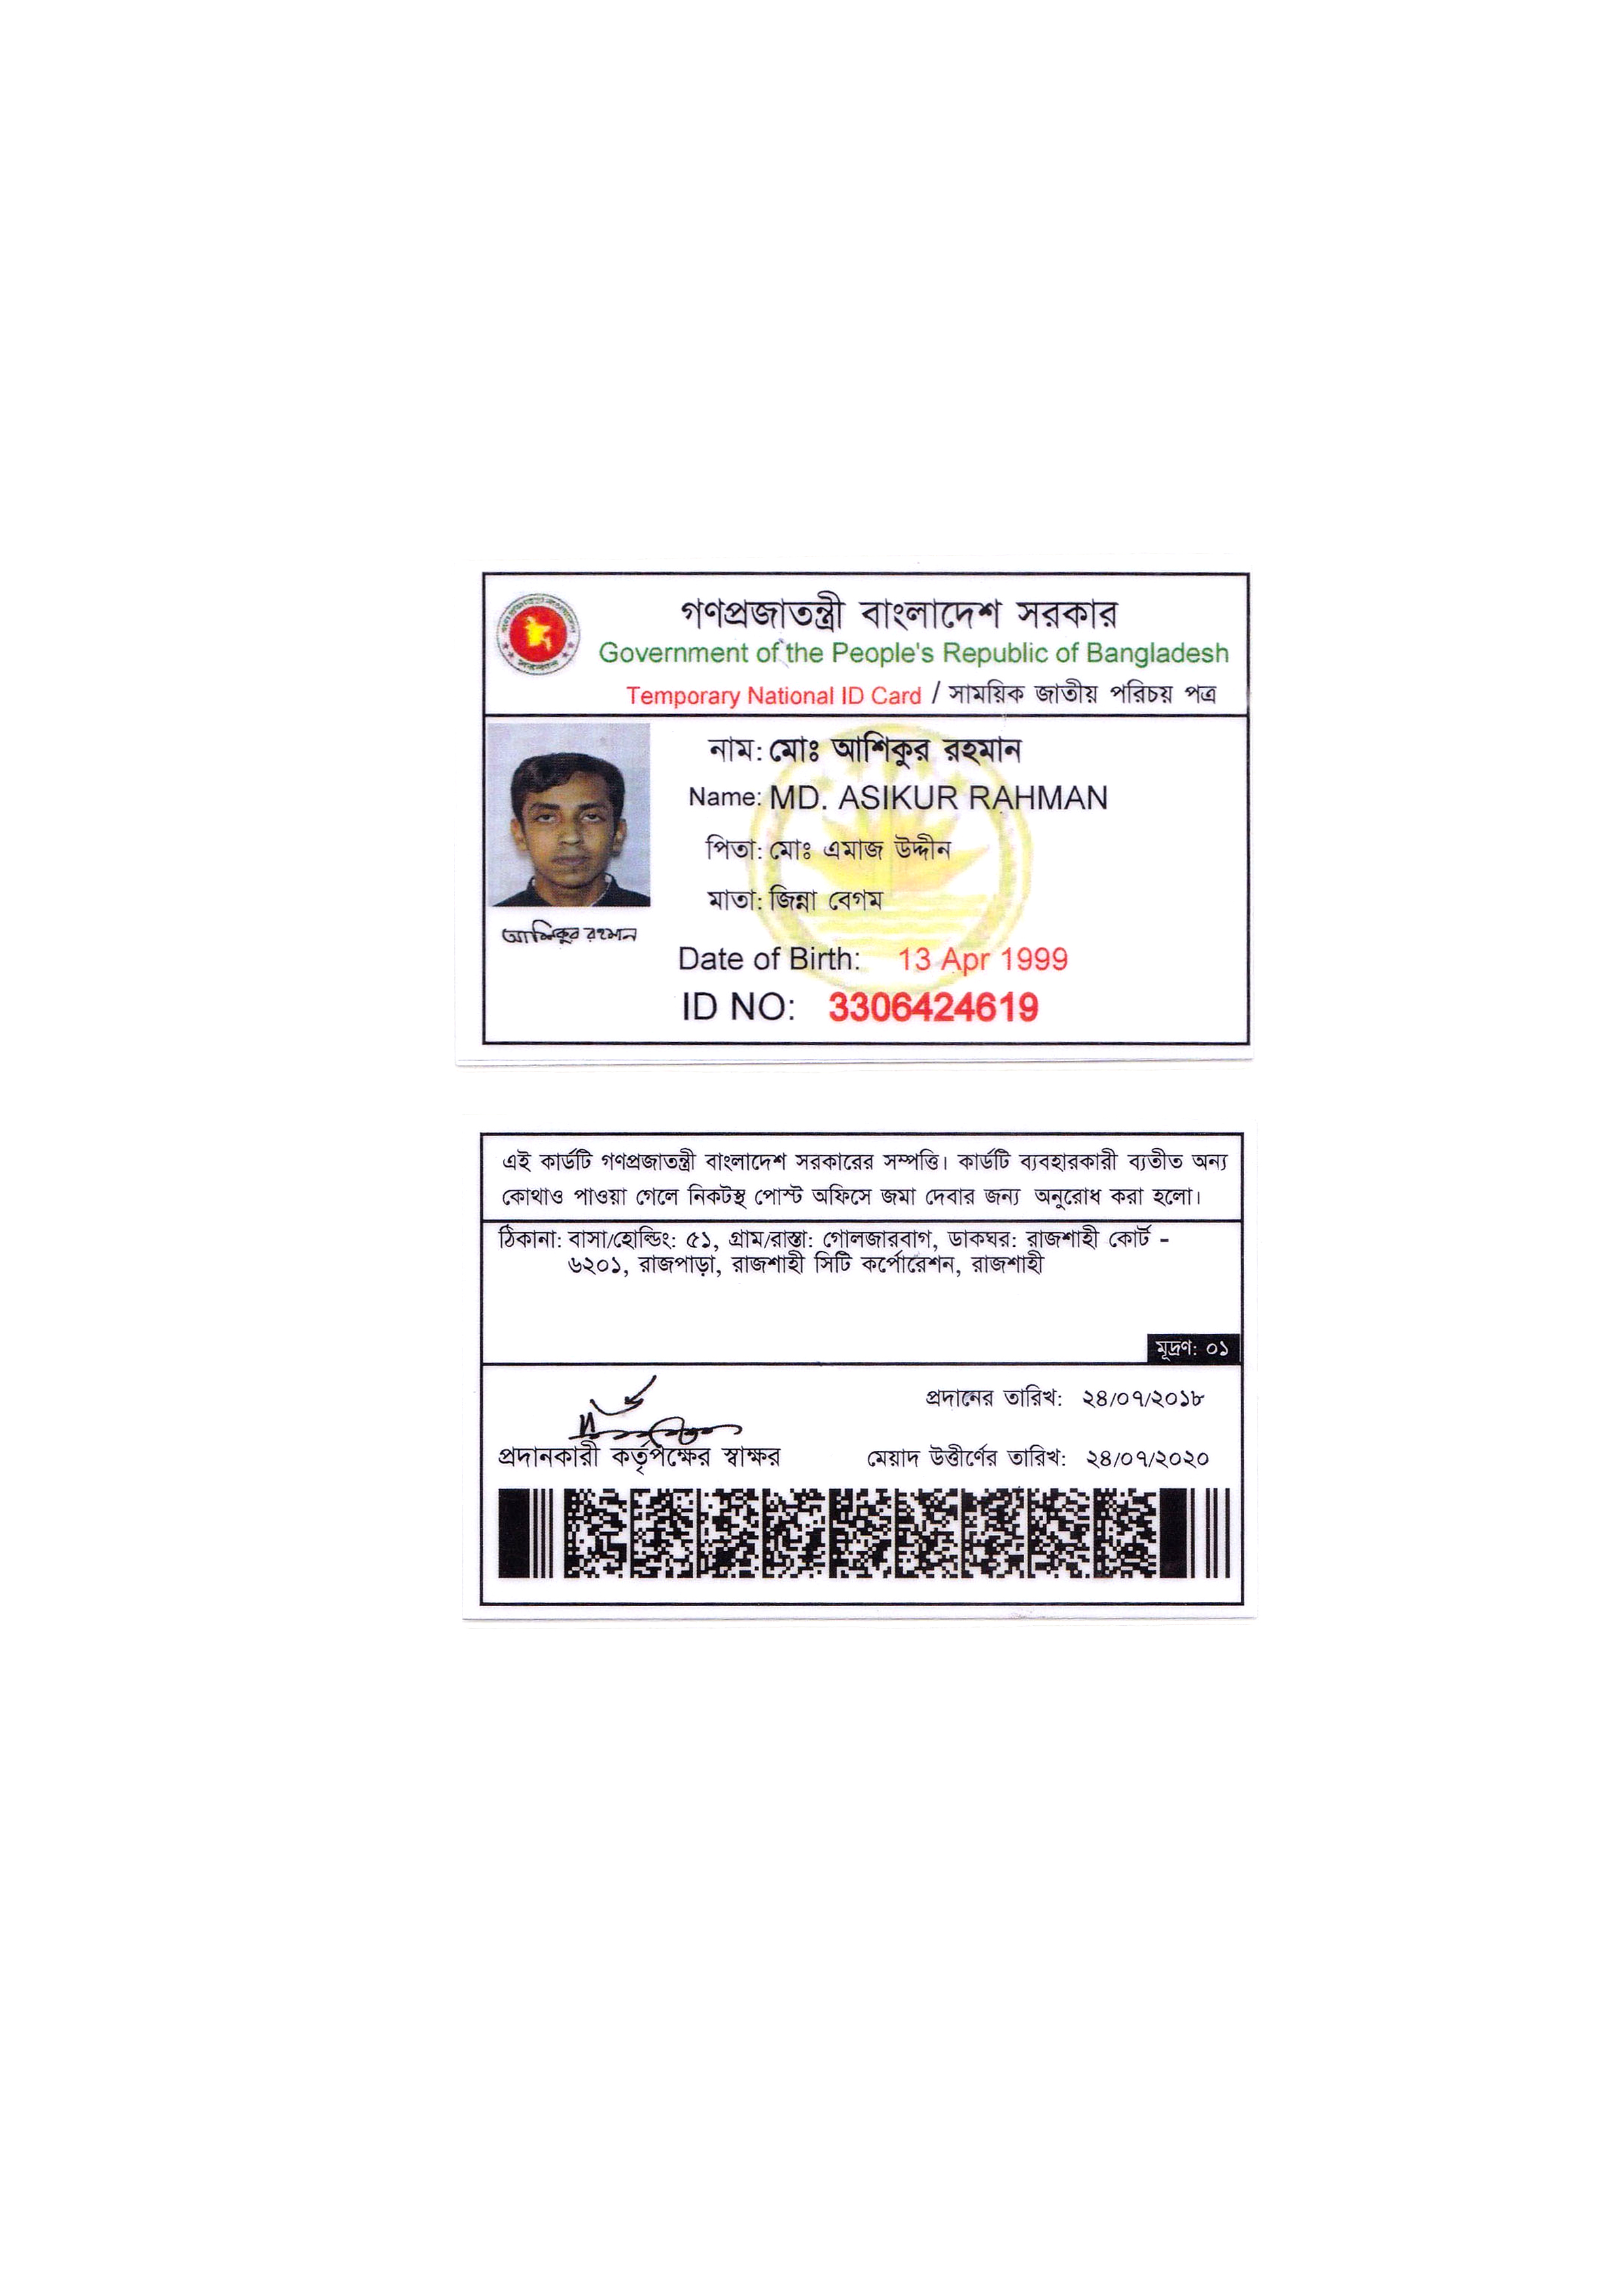 গণপ্রজাতন্ত্রী বাংলাদেশ সরকার
Government of the People's Republic of Bangladesh
Temporary National ID Card / সাময়িক জাতীয় পরিচয় পত্র
নাম: মোঃ আশিকুর রহমান
Name: MD. ASIKUR RAHMAN
পিতা: মোঃ এমাজ উদ্দীন
মাতা: জিন্না বেগম
আশিকুর রহমান
Date of Birth: 13 Apr 1999
ID NO: 3306424619
এই কার্ডটি গণপ্রজাতন্ত্রী বাংলাদেশ সরকারের সম্পত্তি। কার্ডটি ব্যবহারকারী ব্যতীত অন্য
কোথাও পাওয়া গেলে নিকটস্থ পোস্ট অফিসে জমা দেবার জন্য অনুরোধ করা হলো।
ঠিকানা: বাসা/হোল্ডিং: ৫১, গ্রাম/রাস্তা: গোলজারবাগ, ডাকঘর: রাজশাহী কোর্ট -
৬২০১, রাজপাড়া, রাজশাহী সিটি কর্পোরেশন, রাজশাহী
মূদ্রণ: ০১
প্রদানের তারিখ: ২৪/০৭/২০১৮
প্রদানকারী কর্তৃপক্ষের স্বাক্ষর
মেয়াদ উত্তীর্ণের তারিখ: ২৪/০৭/২০২০